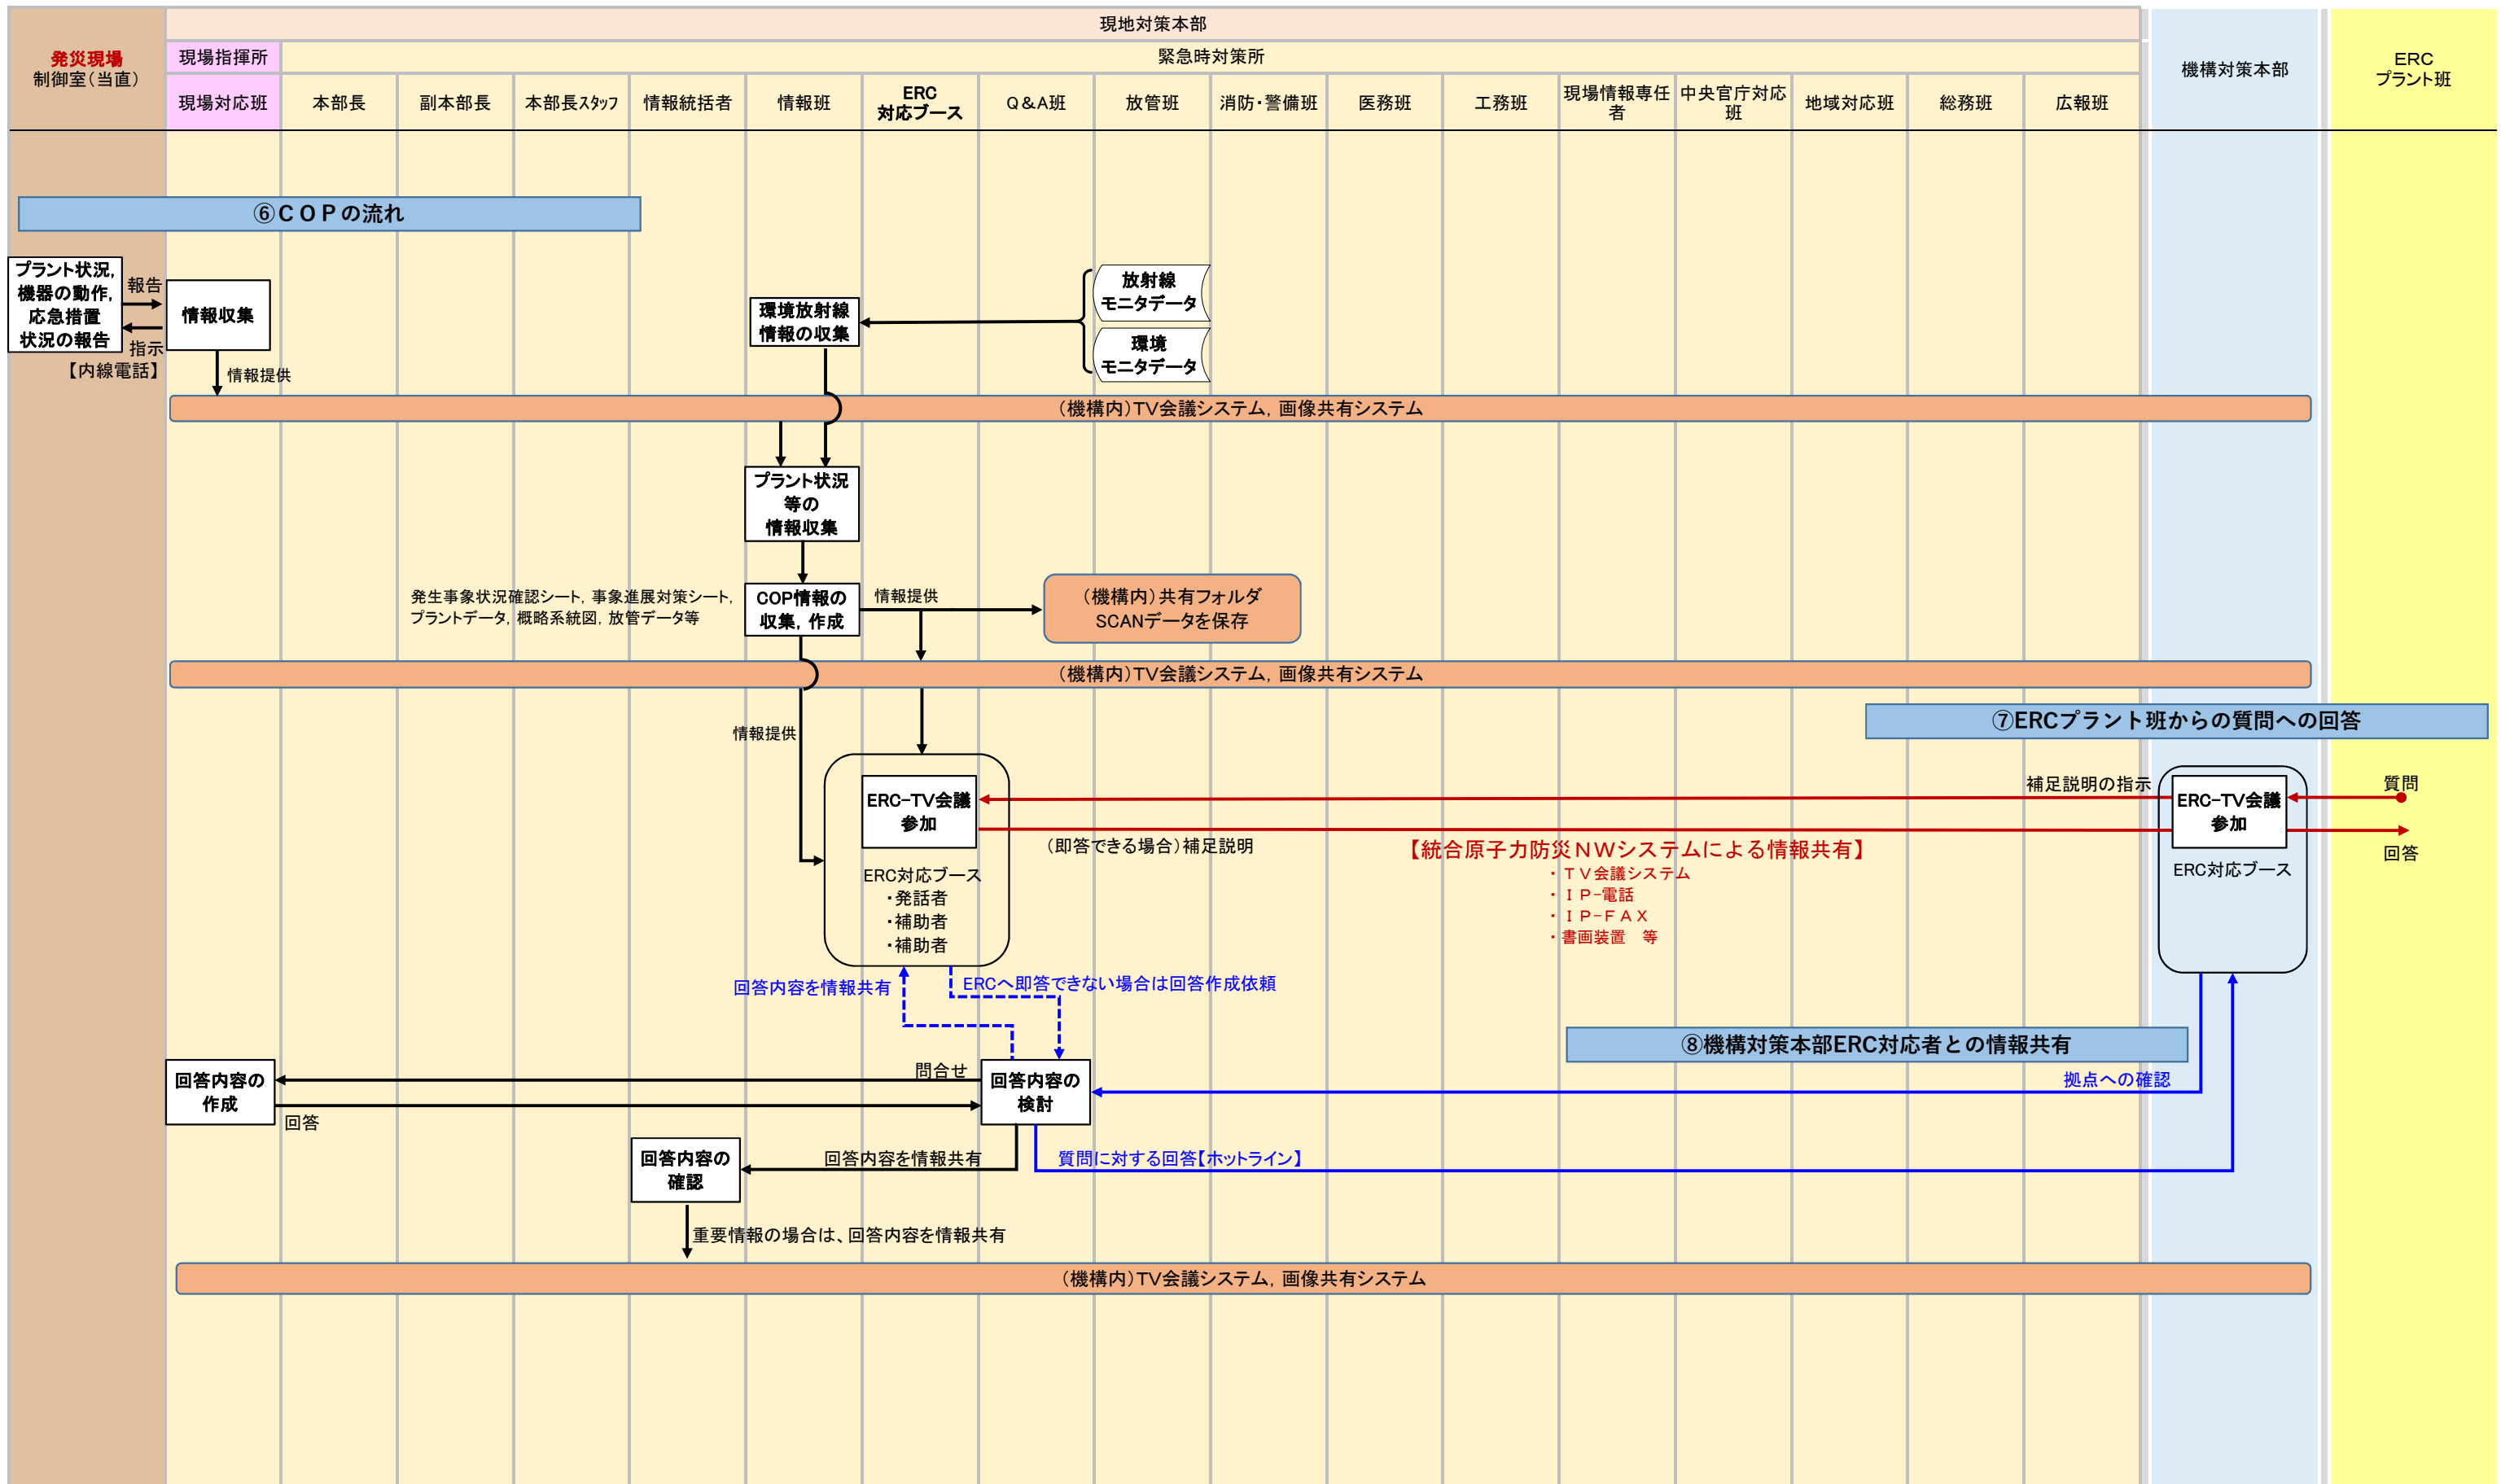 現地対策本部
発災現場
制御室（当直）
現場指揮所
緊急時対策所
機構対策本部
ERC
プラント班
現場対応班
本部長
副本部長
本部長スタッフ
情報統括者
情報班
ERC
対応ブース
Q＆A班
放管班
消防・警備班
医務班
工務班
現場情報専任
者
中央官庁対応
班
地域対応班
総務班
広報班
⑥ＣＯＰの流れ
プラント状況，
機器の動作，
応急措置
状況の報告
報告
指示
【内線電話】
情報収集
情報提供
環境放射線
情報の収集
放射線
モニタデータ
環境
モニタデータ
（機構内）TV会議システム，画像共有システム
プラント状況
等の
情報収集
発生事象状況確認シート，事象進展対策シート，
プラントデータ，概略系統図，放管データ等
COP情報の
収集，作成
情報提供
（機構内）共有フォルダ
SCANデータを保存
（機構内）TV会議システム，画像共有システム
⑦ERCプラント班からの質問への回答
情報提供
ERC-TV会議
参加
ERC対応ブース
・発話者
・補助者
・補助者
補足説明の指示
（即答できる場合）補足説明
【統合原子力防災ＮＷシステムによる情報共有】
・ＴＶ会議システム
・ＩＰ-電話
・ＩＰ-ＦＡＸ
・書画装置　等
ERC-TV会議
参加
ERC対応ブース
質問
回答
回答内容を情報共有
ERCへ即答できない場合は回答作成依頼
⑧機構対策本部ERC対応者との情報共有
回答内容の
作成
問合せ
回答
回答内容の
検討
拠点への確認
回答内容の
確認
回答内容を情報共有
質問に対する回答【ホットライン】
重要情報の場合は、回答内容を情報共有
（機構内）TV会議システム，画像共有システム